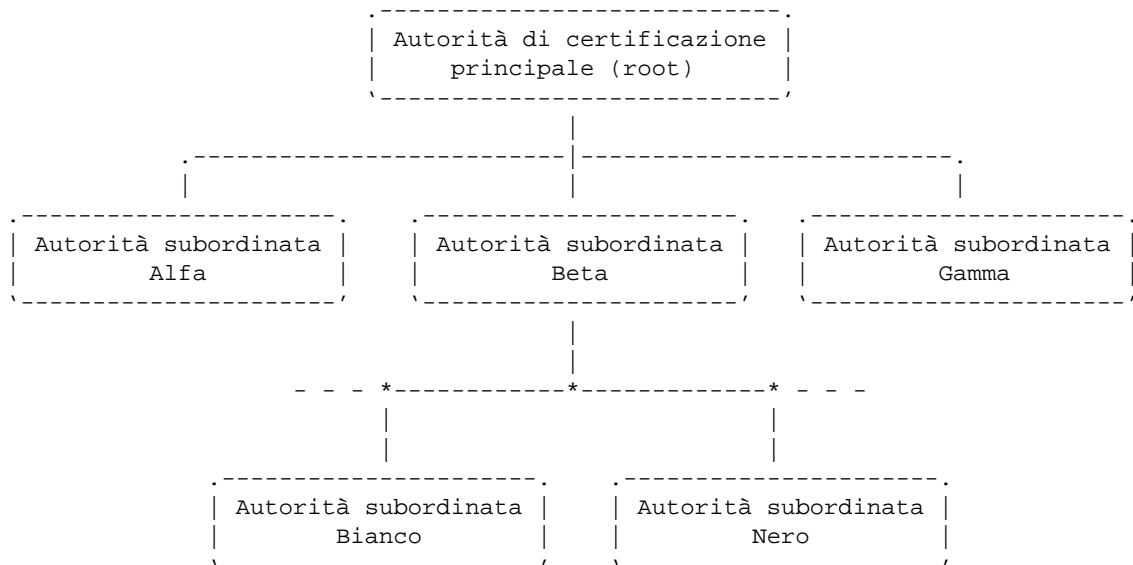 Autorità di certificazione
principale (root)
Autorità subordinata Autorità subordinata Autorità subordinata
Alfa Beta Gamma
Autorità subordinata Autorità subordinata
Bianco Nero